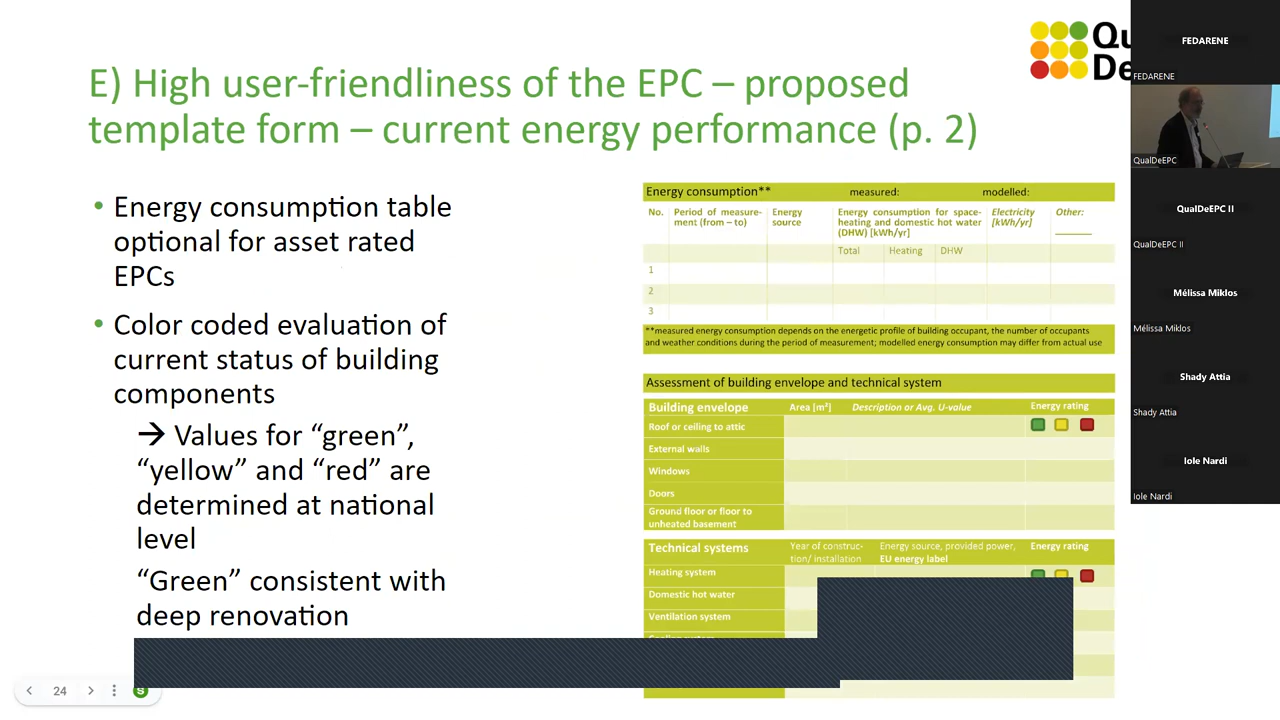 E) High user-friendliness of the EPC – proposed
template form – current energy performance (p. 2)
• Energy consumption table
optional for asset rated
EPCs
• Color coded evaluation of
current status of building
components
→ Values for “green”,
“yellow” and “red” are
determined at national
level
“Green” consistent with
deep renovation
Energy consumption** measured: modelled:
No. Period of measure-
ment (from – to) Energy
source Energy consumption for space-
heating and domestic hot water
(DHW) [kWh/yr] Electricity
[kWh/yr] Other:
Total Heating DHW
1
2
3
**measured energy consumption depends on the energetic profile of building occupant, the number of occupants
and weather conditions during the period of measurement; modelled energy consumption may differ from actual use
Assessment of building envelope and technical system
Building envelope Area [m²] Description or Avg. U-value Energy rating
Roof or ceiling to attic
External walls
Windows
Doors
Ground floor or floor to
unheated basement
Technical systems Year of construc-
tion/ installation Energy source, provided power,
EU energy label Energy rating
Heating system
Domestic hot water
Ventilation system
24
S
Qu
De
FEDARENE
FEDARENE
QualDeEPC
QualDeEPC II
QualDeEPC II
Mélissa Miklos
Mélissa Miklos
Shady Attia
Shady Attia
Iole Nardi
Iole Nardi